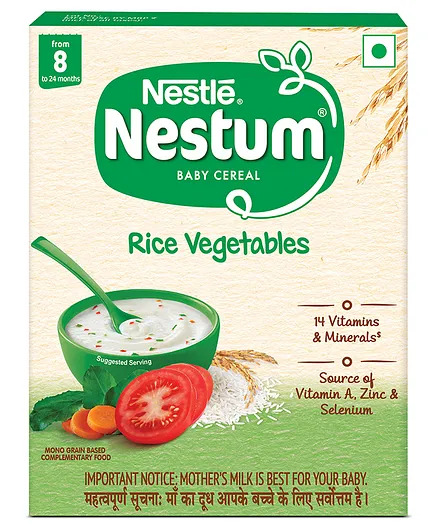 from
8
to 24 months
Nestlé®
Nestum®
BABY CEREAL
Rice Vegetables
14 Vitamins
& Minerals$
Source of
Vitamin A, Zinc &
Selenium
Suggested Serving
MONO GRAIN BASED
COMPLEMENTARY FOOD
IMPORTANT NOTICE: MOTHER'S MILK IS BEST FOR YOUR BABY.
महत्वपूर्ण सूचना: माँ का दूध आपके बच्चे के लिए सर्वोत्तम है।